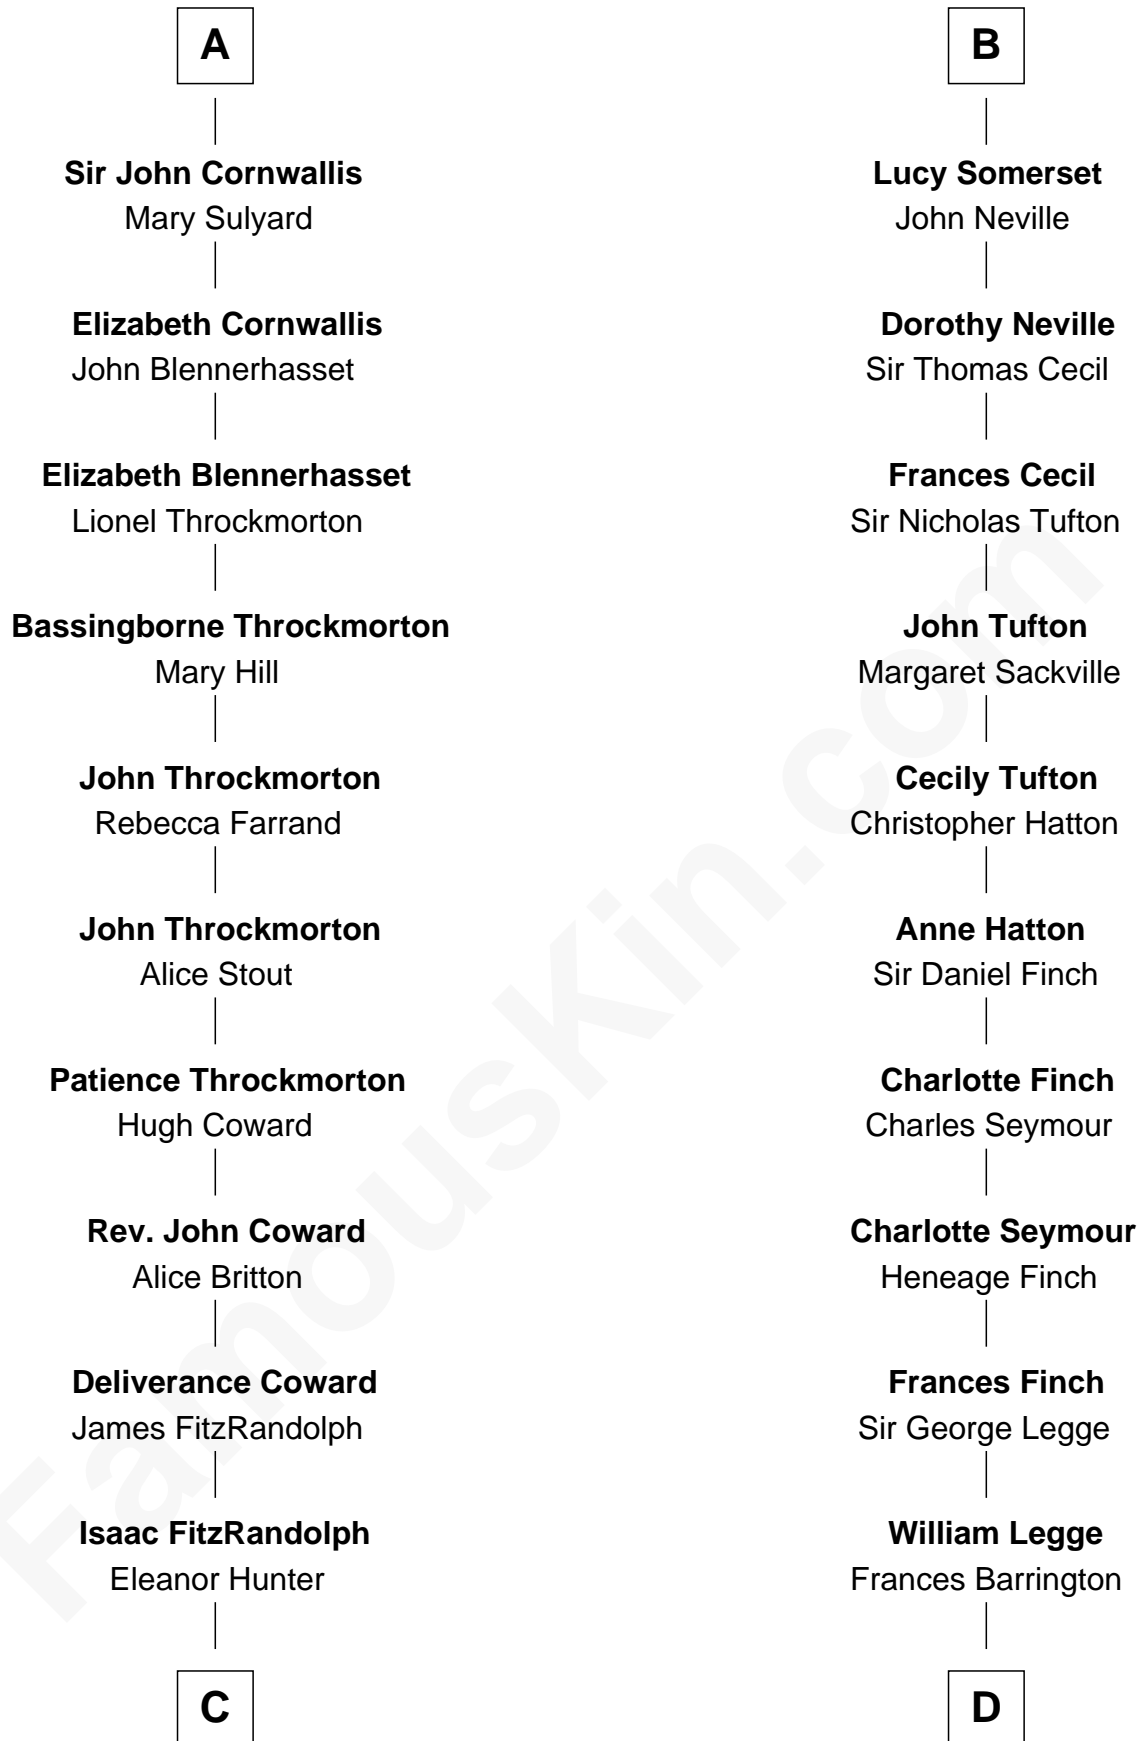 A
Sir John Cornwallis
Mary Sulyard
Elizabeth Cornwallis
John Blennerhasset
Elizabeth Blennerhasset
Lionel Throckmorton
Bassingborne Throckmorton
Mary Hill
John Throckmorton
Rebecca Farrand
John Throckmorton
Alice Stout
Patience Throckmorton
Hugh Coward
Rev. John Coward
Alice Britton
Deliverance Coward
James FitzRandolph
Isaac FitzRandolph
Eleanor Hunter
C
B
Lucy Somerset
John Neville
Dorothy Neville
Sir Thomas Cecil
Frances Cecil
Sir Nicholas Tufton
John Tufton
Margaret Sackville
Cecily Tufton
Christopher Hatton
Anne Hatton
Sir Daniel Finch
Charlotte Finch
Charles Seymour
Charlotte Seymour
Heneage Finch
Frances Finch
Sir George Legge
William Legge
Frances Barrington
D
FamousKin.com